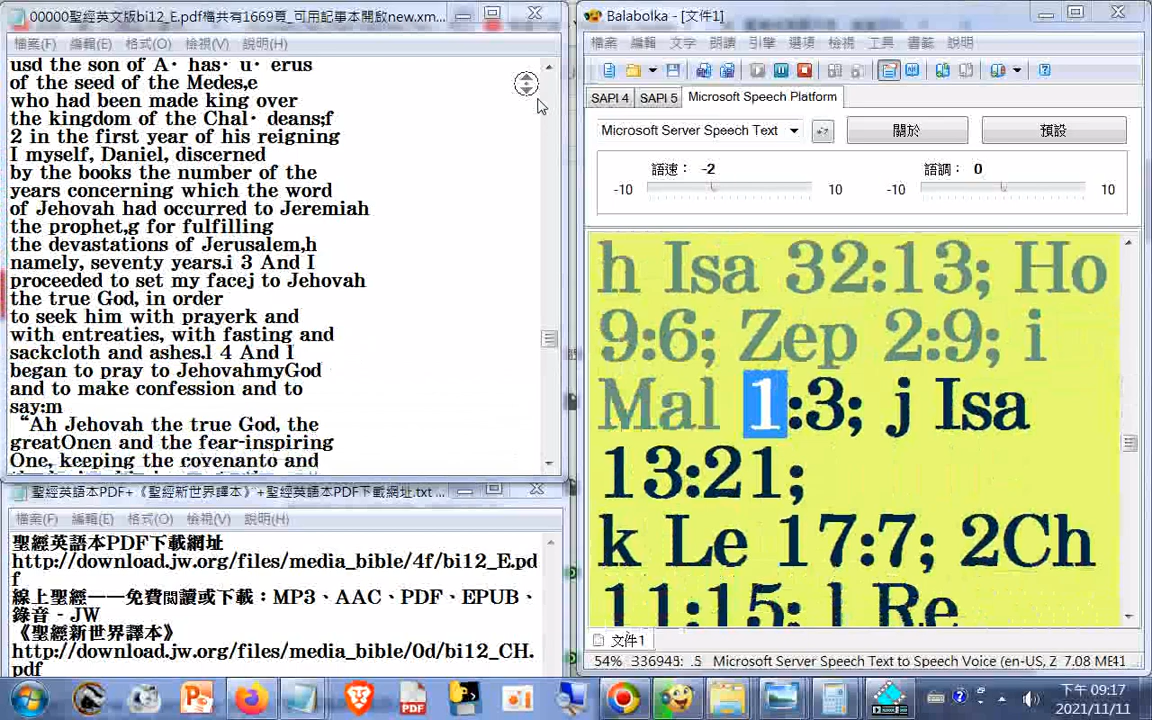 00000聖經英文版bi12_E.pdf檔共有1669頁_可用記事本開啟new.xm...
檔案(F) 編輯(E) 格式(O) 檢視(V) 說明(H)
usd the son of A· has· u· erus
of the seed of the Medes,e
who had been made king over
the kingdom of the Chal· deans;f
2 in the first year of his reigning
I myself, Daniel, discerned
by the books the number of the
years concerning which the word
of Jehovah had occurred to Jeremiah
the prophet,g for fulfilling
the devastations of Jerusalem,h
namely, seventy years.i 3 And I
proceeded to set my facej to Jehovah
the true God, in order
to seek him with prayerk and
with entreaties, with fasting and
sackcloth and ashes.l 4 And I
began to pray to JehovahmyGod
and to make confession and to
say:m
“Ah Jehovah the true God, the
greatOnen and the fear-inspiring
One, keeping the covenanto and
聖經英語本PDF+《聖經新世界譯本》+聖經英語本PDF下載網址.txt ...
檔案(F) 編輯(E) 格式(O) 檢視(V) 說明(H)
聖經英語本PDF下載網址
http://download.jw.org/files/media_bible/4f/bi12_E.pd
f
線上聖經——免費閱讀或下載：MP3、AAC、PDF、EPUB、
錄音 - JW
《聖經新世界譯本》
http://download.jw.org/files/media_bible/0d/bi12_CH.
pdf
Balabolka - [文件1]
檔案 編輯 文字 朗讀 引擎 選項 檢視 工具 書籤 說明
SAPI 4 SAPI 5 Microsoft Speech Platform
Microsoft Server Speech Text 關於 預設
語速： -2 語調： 0
-10 10 -10 10
h Isa 32:13; Ho
9:6; Zep 2:9; i
Mal 1:3; j Isa
13:21;
k Le 17:7; 2Ch
11:15; l Re
文件1
54% Microsoft Server Speech Text to Speech Voice (en-US, Z 7.08 ME
下午 09:17
2021/11/11